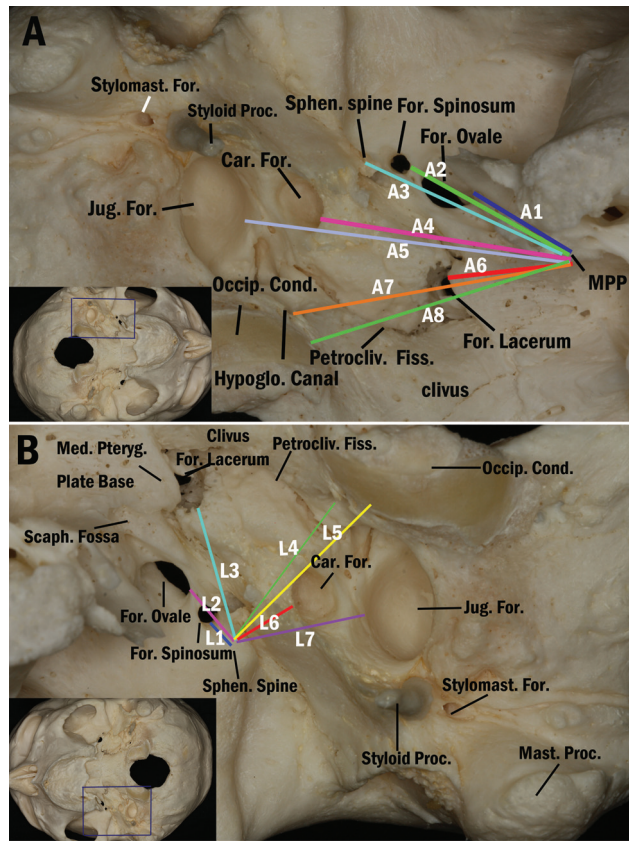 A
Stylomast. For.
Styloid Proc.
Sphen. spine
For. Spinosum
For. Ovale
Car. For.
A2
A3
A1
Jug. For.
A4
A5
A6
MPP
A7
Occip. Cond.
A8
For. Lacerum
Petrocliv. Fiss.
Hypoglo. Canal
clivus
B
Clivus
Med. Pteryg.
For. Lacerum
Petrocliv. Fiss.
Plate Base
Occip. Cond.
Scaph. Fossa
L5
L4
L3
Car. For.
For. Ovale
L2
Jug. For.
L6
L1
L7
For. Spinosum
Sphen. Spine
Stylomast. For.
Styloid Proc.
Mast. Proc.